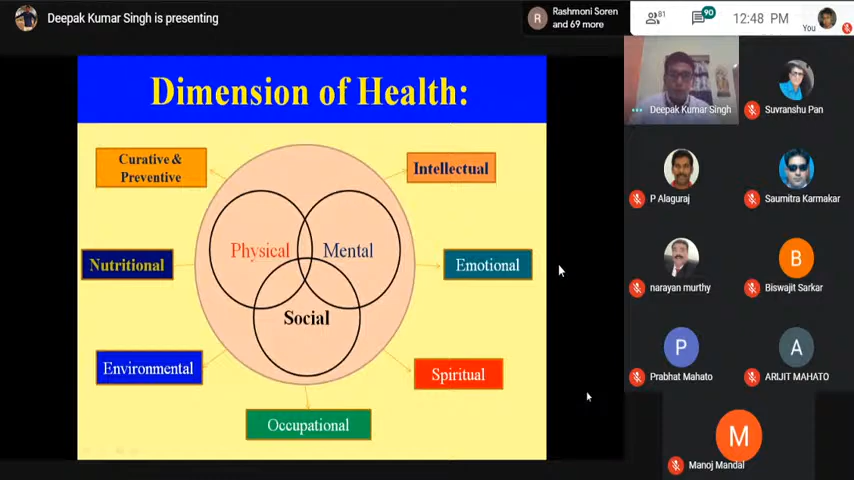 Deepak Kumar Singh is presenting
R
Rashmoni Soren
and 69 more
81
90
12:48 PM
You
Dimension of Health:
Curative &
Preventive
Intellectual
Physical
Mental
Nutritional
Emotional
Social
Environmental
Spiritual
Occupational
Deepak Kumar Singh
Suvranshu Pan
P Alaguraj
Saumitra Karmakar
narayan murthy
B
Biswajit Sarkar
P
Prabhat Mahato
A
ARIJIT MAHATO
M
Manoj Mandal